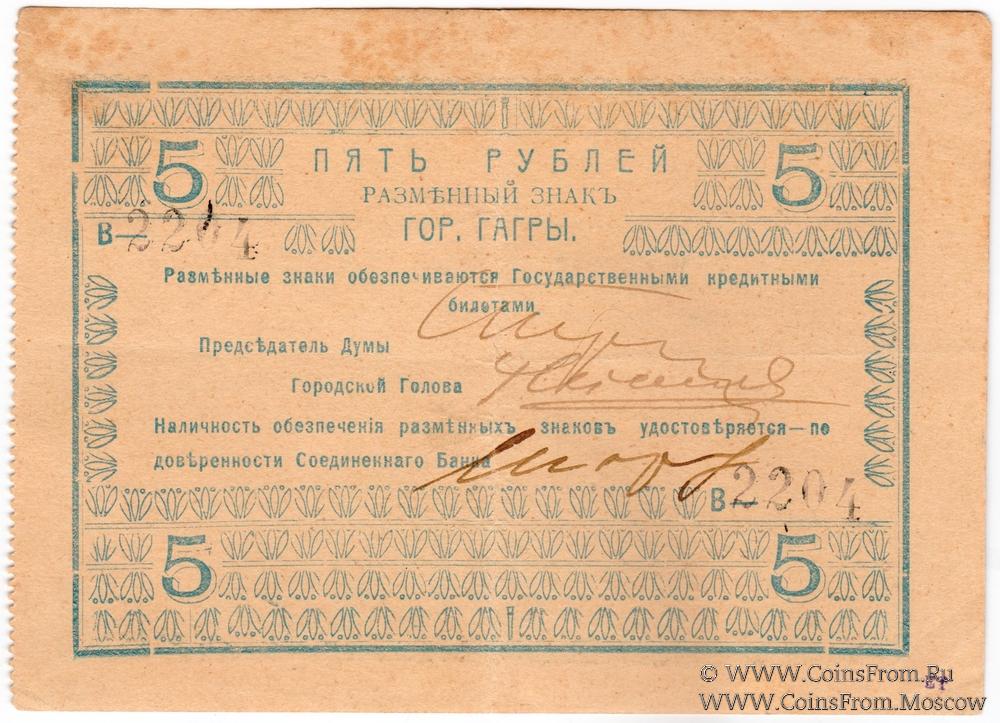 5 ПЯТЬ РУБЛЕЙ 5
РАЗМѢННЫЙ ЗНАКЪ
В—2204 ГОР. ГАГРЫ.
Размѣнные знаки обезпечиваются Государственными кредитными
билетами
Предсѣдатель Думы
Городской Голова
Наличность обезпеченія размѣнныхъ знаковъ удостовѣряется—по
довѣренности Соединеннаго Банка
В—2204
5 5
ЕТ
© WWW.CoinsFrom.Ru
WWW.CoinsFrom.Moscow